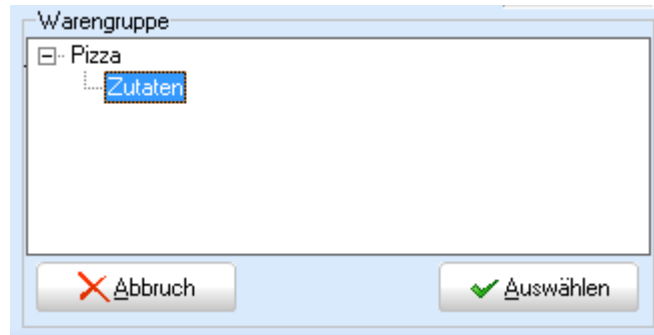 Warengruppe
Pizza
Zutaten
Abbruch
Auswählen